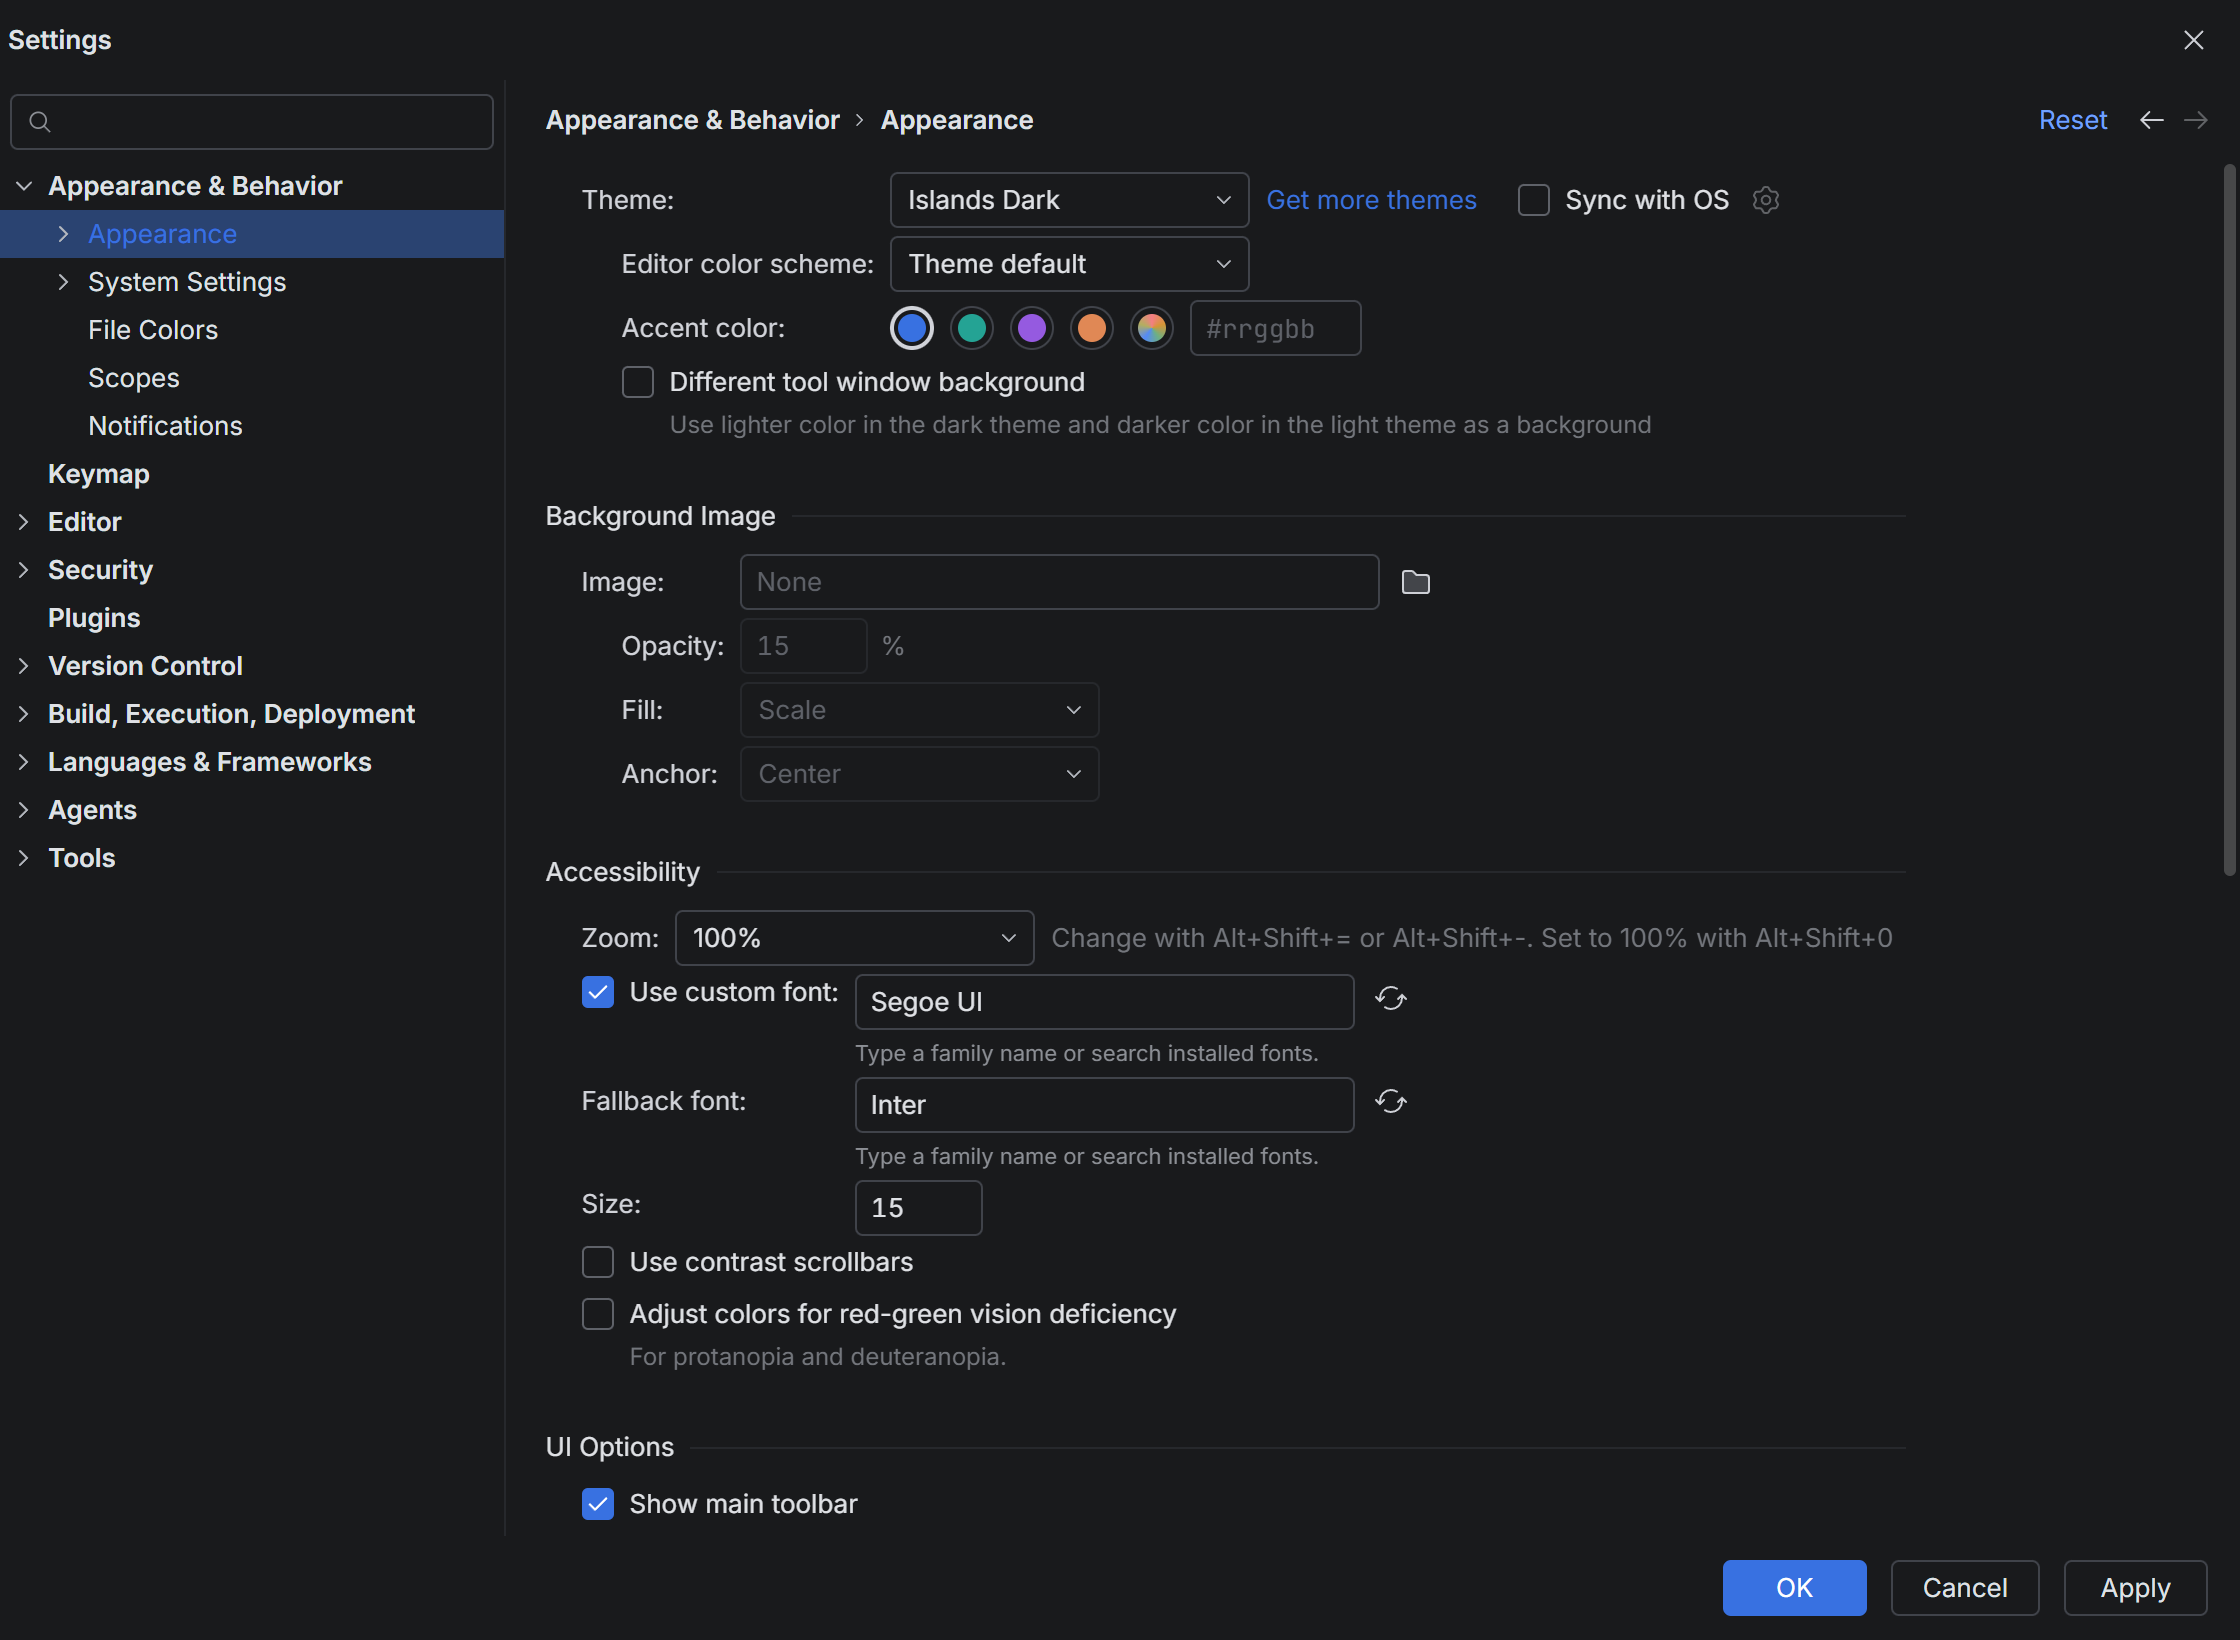 Settings
Appearance & Behavior
Appearance
System Settings
File Colors
Scopes
Notifications
Keymap
Editor
Security
Plugins
Version Control
Build, Execution, Deployment
Languages & Frameworks
Agents
Tools
Appearance & Behavior › Appearance
Reset
Theme: Islands Dark Get more themes Sync with OS
Editor color scheme: Theme default
Accent color: #rrggbb
Different tool window background
Use lighter color in the dark theme and darker color in the light theme as a background
Background Image
Image: None
Opacity: 15 %
Fill: Scale
Anchor: Center
Accessibility
Zoom: 100% Change with Alt+Shift+= or Alt+Shift+-. Set to 100% with Alt+Shift+0
Use custom font: Segoe UI
Type a family name or search installed fonts.
Fallback font: Inter
Type a family name or search installed fonts.
Size: 15
Use contrast scrollbars
Adjust colors for red-green vision deficiency
For protanopia and deuteranopia.
UI Options
Show main toolbar
OK Cancel Apply